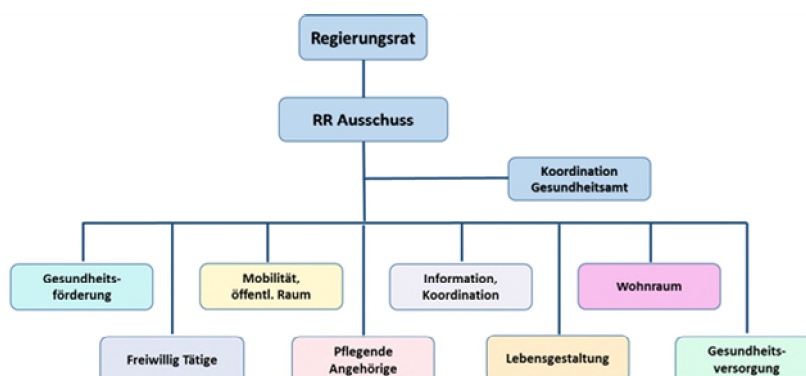 Regierungsrat
RR Ausschuss
Koordination
Gesundheitsamt
Gesundheits-
förderung
Mobilität,
öffentl. Raum
Information,
Koordination
Wohnraum
Freiwillig Tätige
Pflegende
Angehörige
Lebensgestaltung
Gesundheits-
versorgung